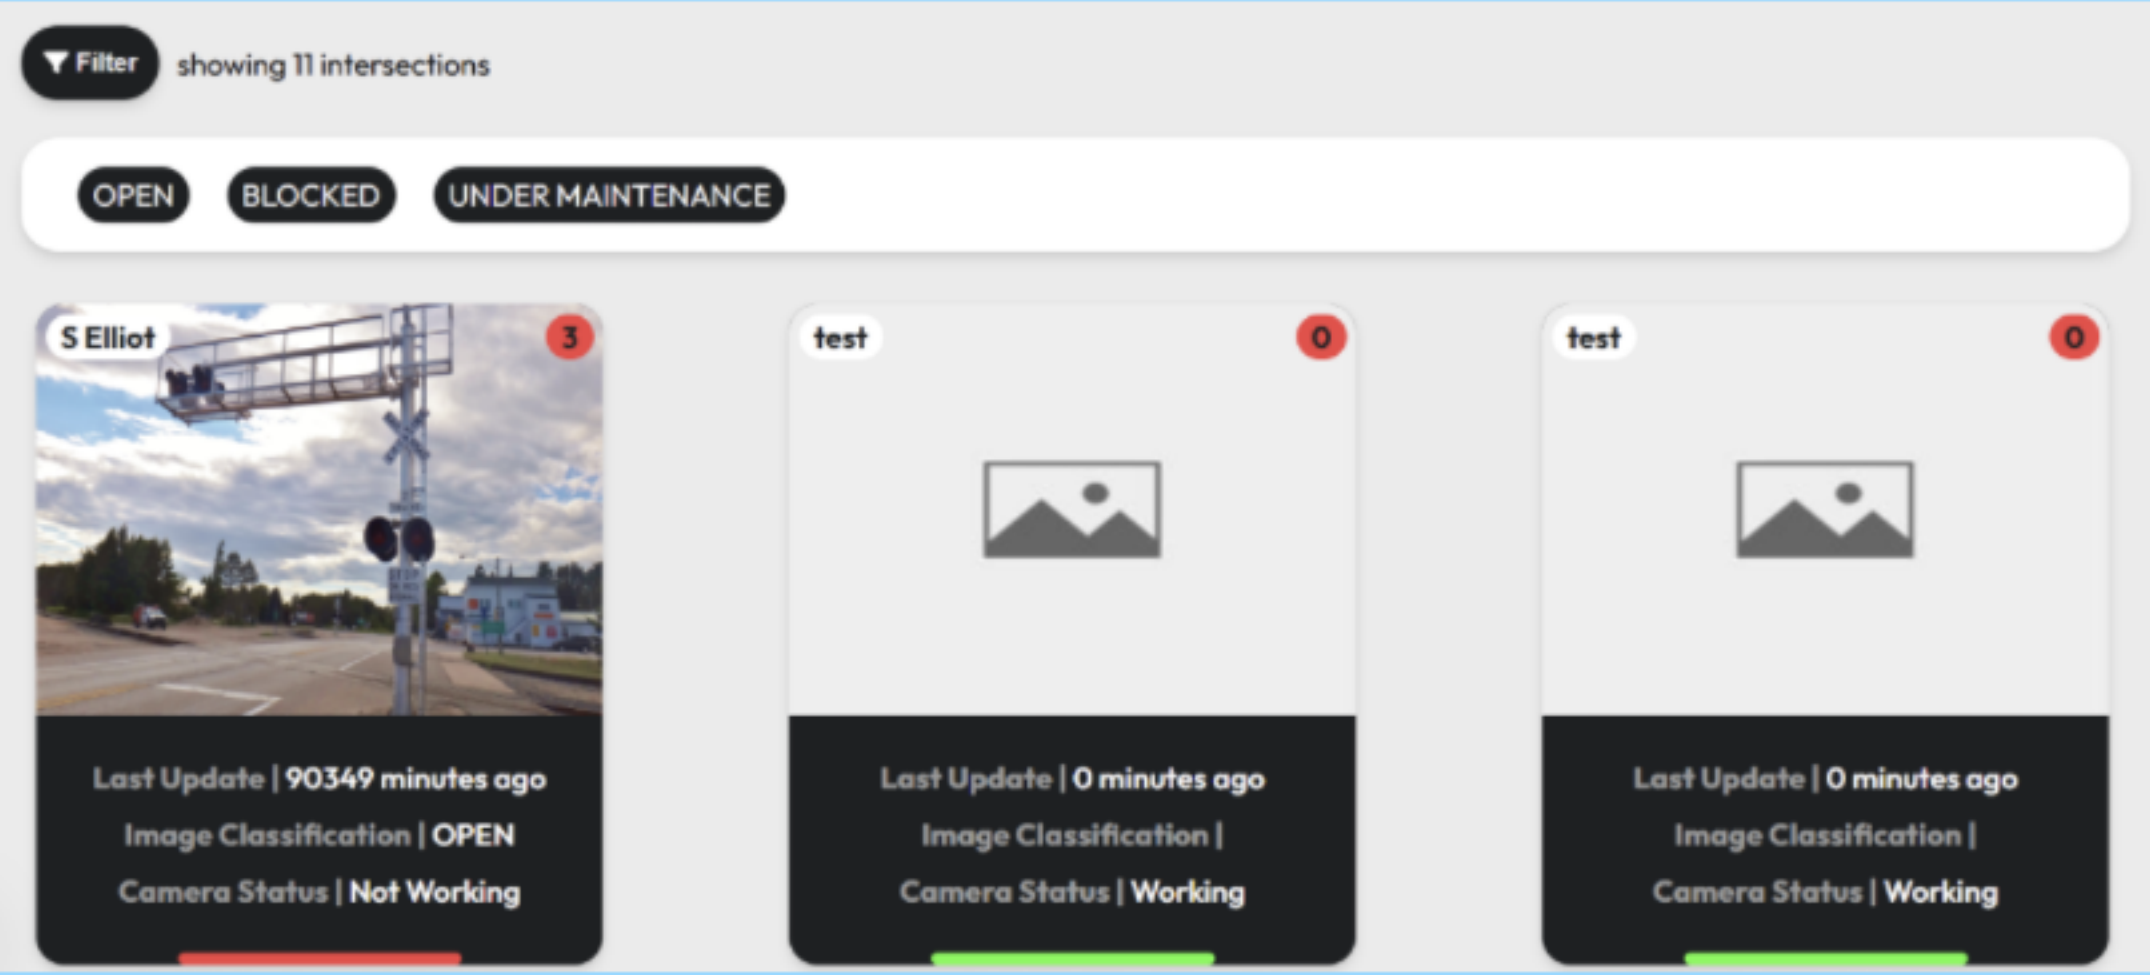 Filter showing 11 intersections
OPEN BLOCKED UNDER MAINTENANCE
S Elliot 3
STOP
Last Update | 90349 minutes ago
Image Classification | OPEN
Camera Status | Not Working
test 0
Last Update | 0 minutes ago
Image Classification |
Camera Status | Working
test 0
Last Update | 0 minutes ago
Image Classification |
Camera Status | Working